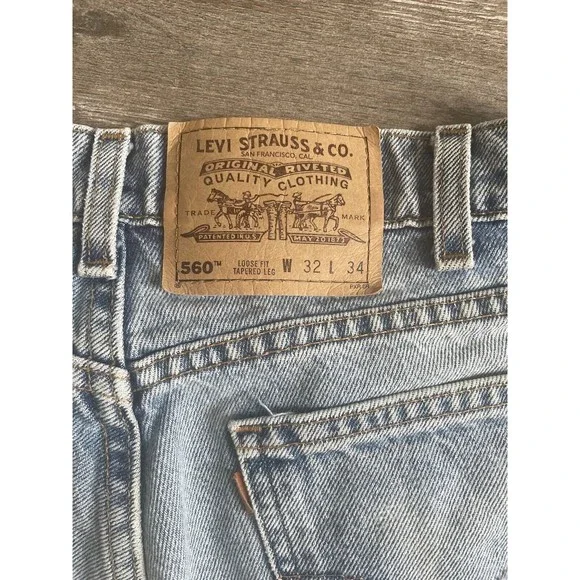 LEVI STRAUSS & CO.
SAN FRANCISCO, CAL.
ORIGINAL RIVETED
QUALITY CLOTHING
TRADE MARK
PATENTED IN U.S. MAY 20 1873
560™ LOOSE FIT W 32 L 34
TAPERED LEG